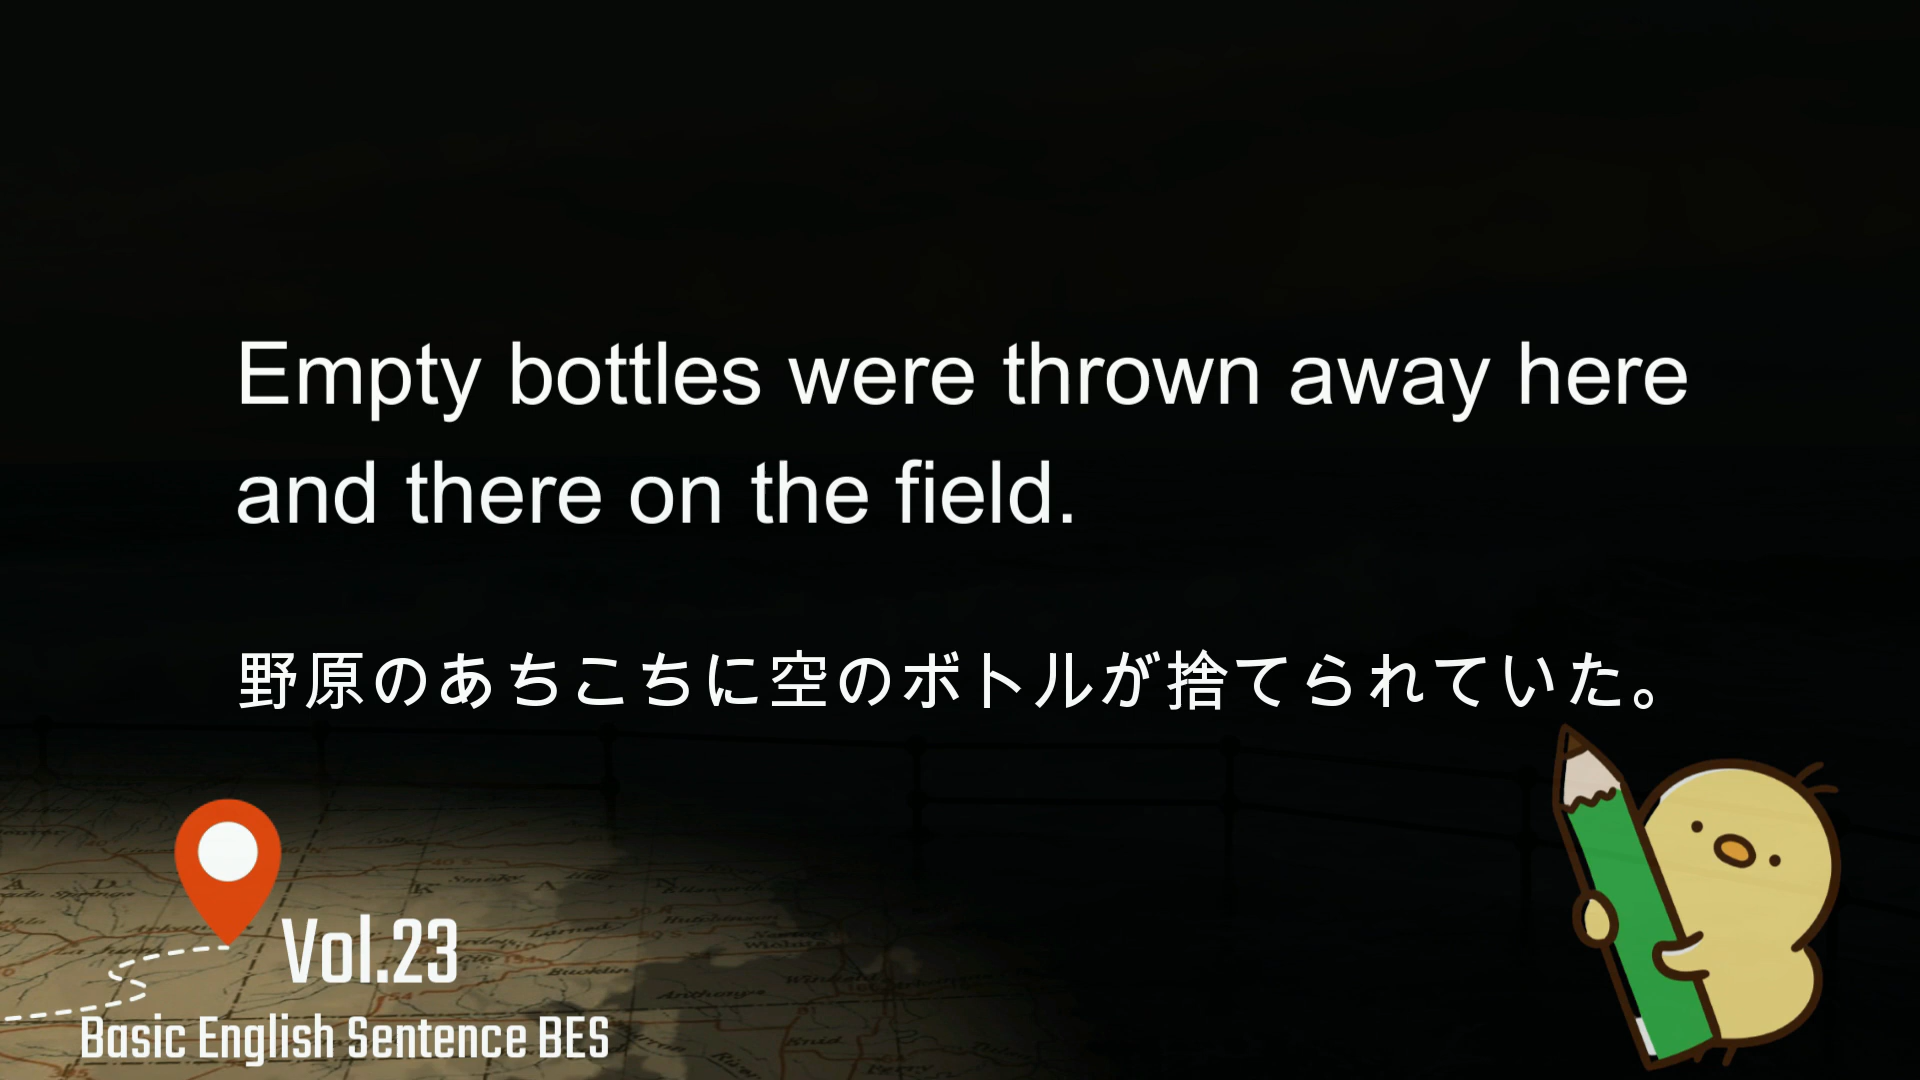 Empty bottles were thrown away here
and there on the field.
野原のあちこちに空のボトルが捨てられていた。
Vol.23
Basic English Sentence BES